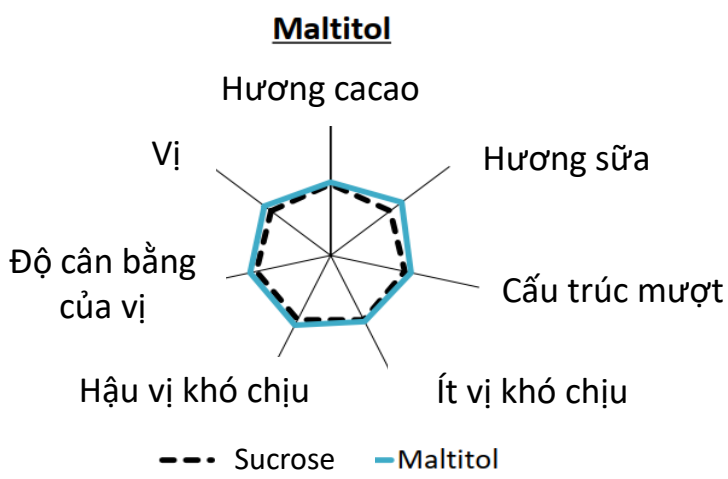 Maltitol
Hương cacao
Vị
Hương sữa
Độ cân bằng
của vị
Cấu trúc mượt
Hậu vị khó chịu
Ít vị khó chịu
Sucrose
Maltitol